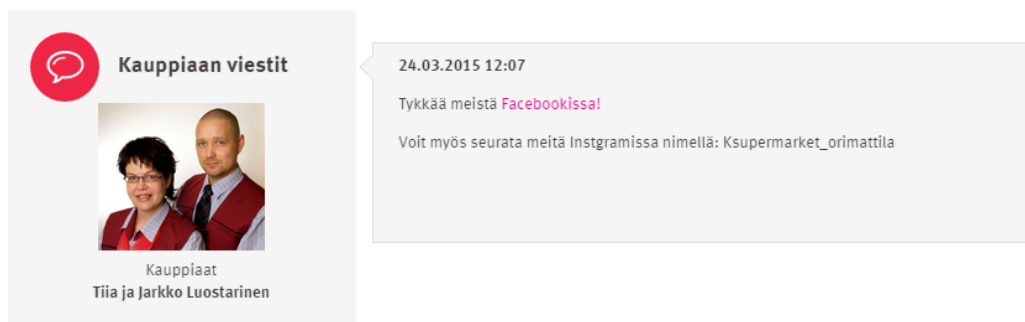 Kauppiaan viestit
Kauppiaat
Tiia ja Jarkko Luostarinen
24.03.2015 12:07
Tykkää meistä Facebookissa!
Voit myös seurata meitä Instgramissa nimellä: Ksupermarket_orimattila